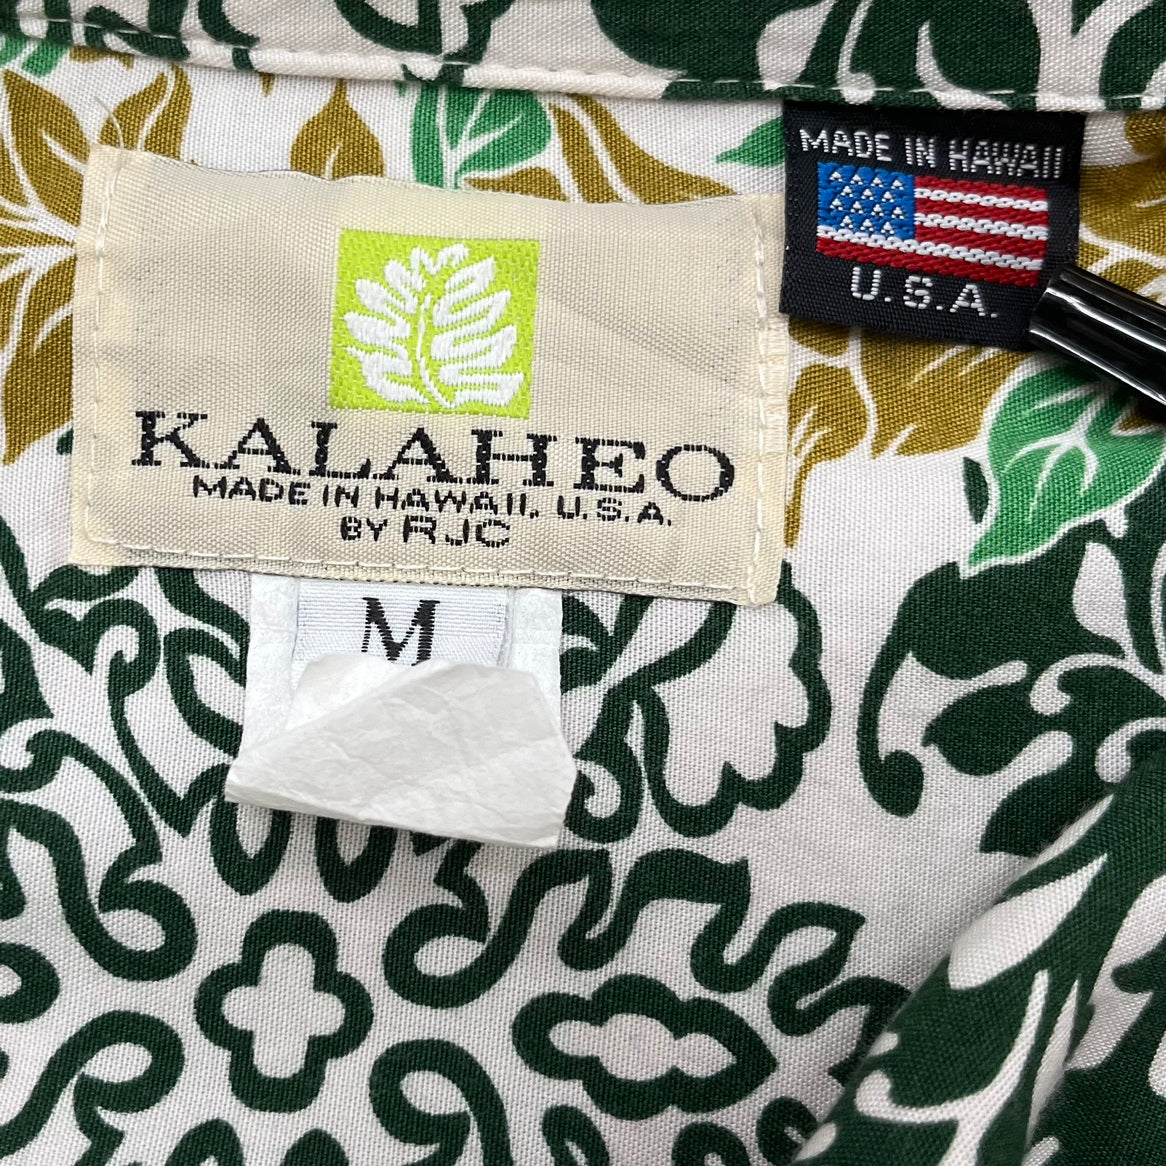 MADE IN HAWAII
U.S.A.
KALAHEO
MADE IN HAWAII, U.S.A.
BY RJC
M